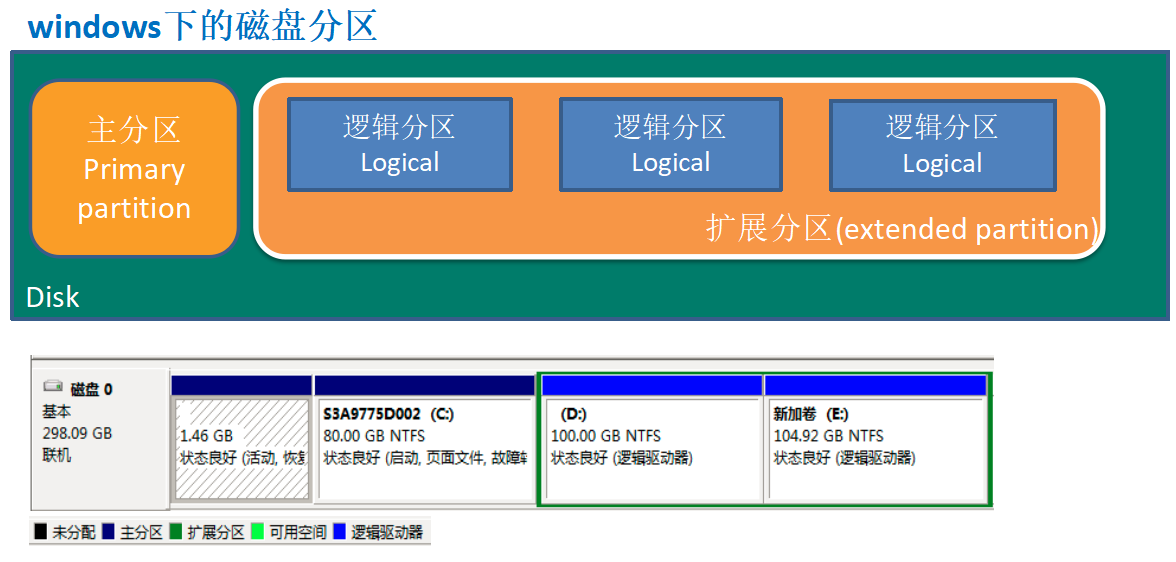 windows下的磁盘分区
主分区
Primary
partition
逻辑分区
Logical
逻辑分区
Logical
逻辑分区
Logical
扩展分区(extended partition)
Disk
磁盘 0
基本
298.09 GB
联机
1.46 GB
状态良好 (活动, 恢复
S3A9775D002 (C:)
80.00 GB NTFS
状态良好 (启动, 页面文件, 故障转
(D:)
100.00 GB NTFS
状态良好 (逻辑驱动器)
新加卷 (E:)
104.92 GB NTFS
状态良好 (逻辑驱动器)
未分配 主分区 扩展分区 可用空间 逻辑驱动器